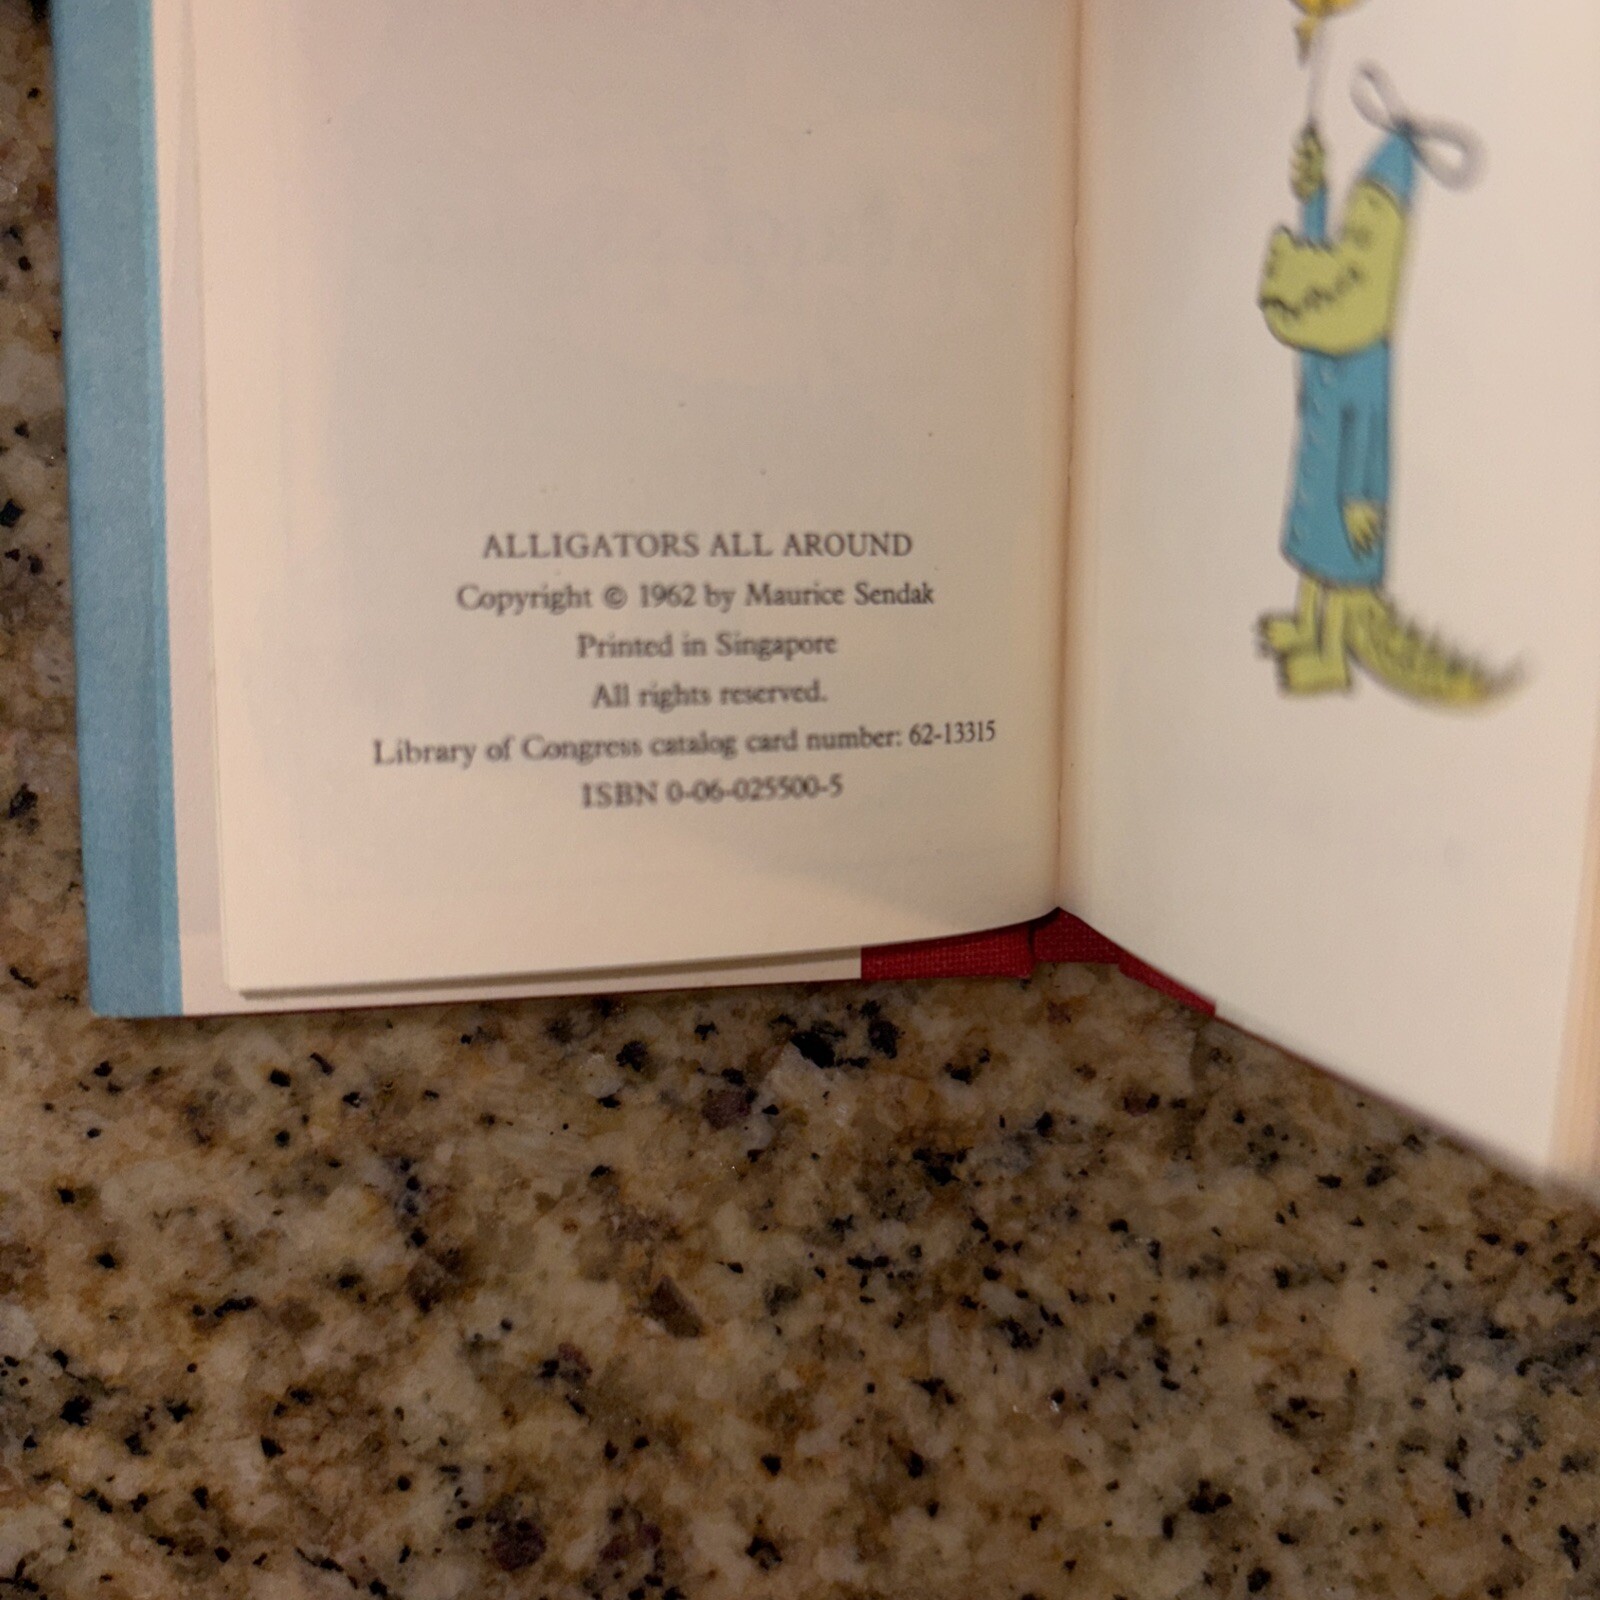 ALLIGATORS ALL AROUND
Copyright © 1962 by Maurice Sendak
Printed in Singapore
All rights reserved.
Library of Congress catalog card number: 62-13315
ISBN 0-06-025500-5